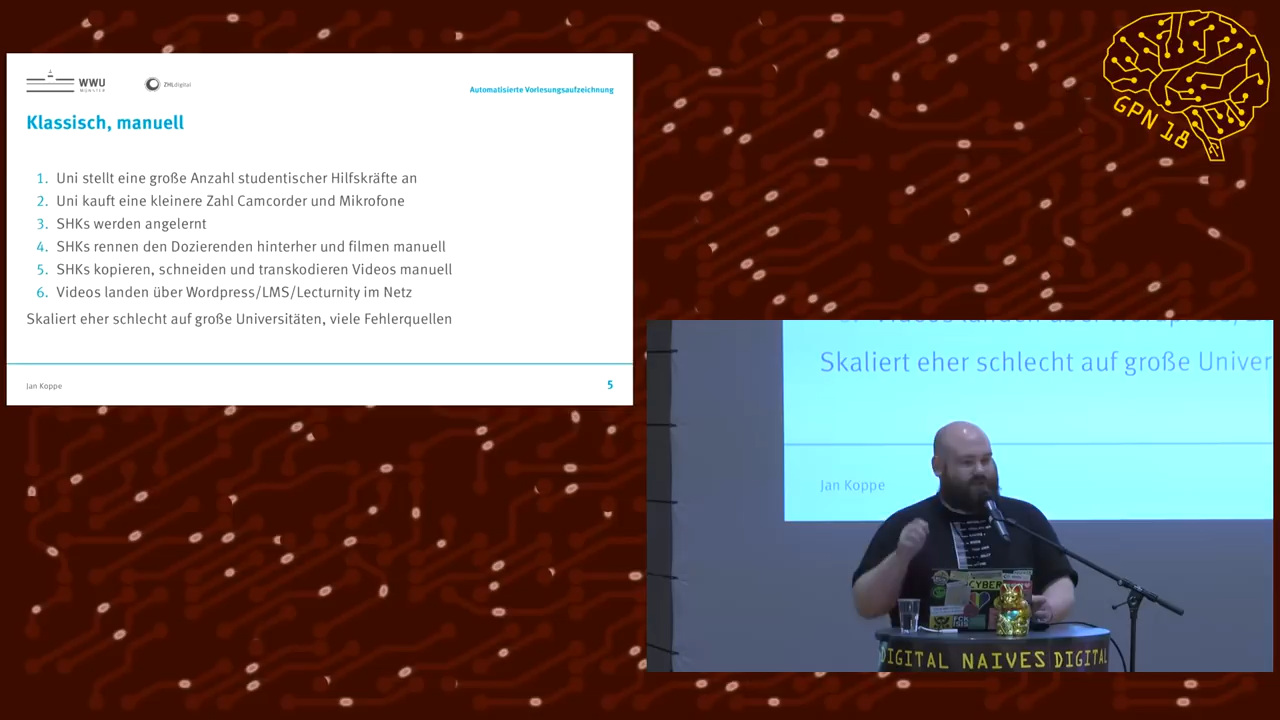 WWU
MÜNSTER
ZHLdigital
Automatisierte Vorlesungsaufzeichnung
Klassisch, manuell
1. Uni stellt eine große Anzahl studentischer Hilfskräfte an
2. Uni kauft eine kleinere Zahl Camcorder und Mikrofone
3. SHKs werden angelernt
4. SHKs rennen den Dozierenden hinterher und filmen manuell
5. SHKs kopieren, schneiden und transkodieren Videos manuell
6. Videos landen über Wordpress/LMS/Lecturnity im Netz
Skaliert eher schlecht auf große Universitäten, viele Fehlerquellen
Jan Koppe
5
GPN 18
Skaliert eher schlecht auf große Univer
Jan Koppe
CYBER
FCK
SIS
DIGITAL NAIVES DIGITAL